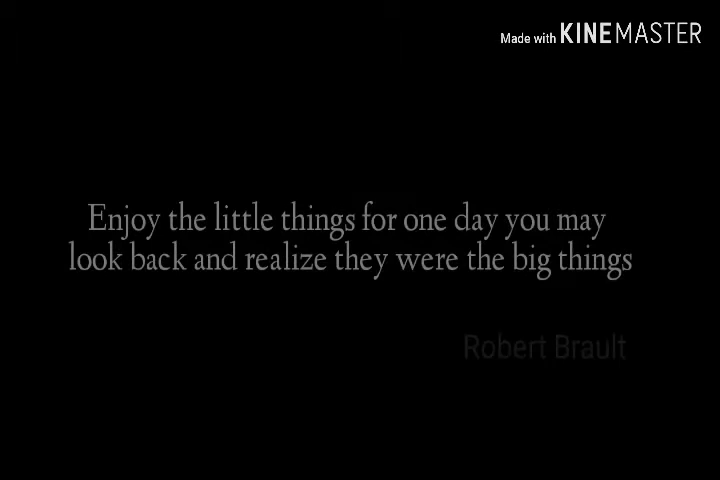 Made with KINEMASTER
Enjoy the little things for one day you may
look back and realize they were the big things
Robert Brault